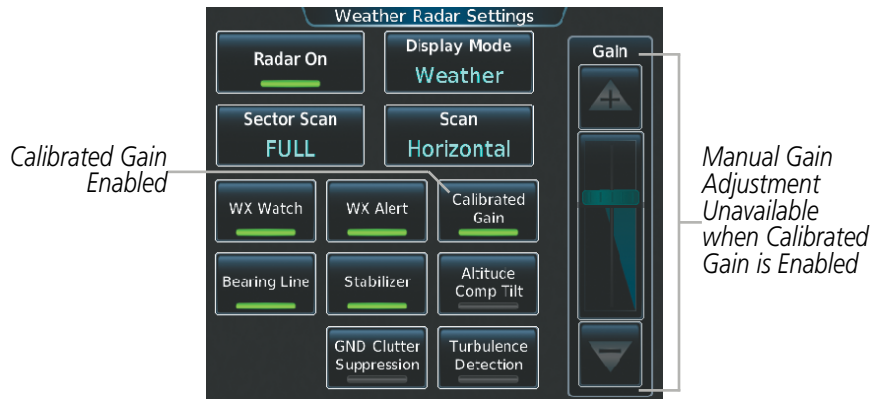 Weather Radar Settings
Radar On
Display Mode
Weather
Gain
Sector Scan
FULL
Scan
Horizontal
Calibrated Gain
Enabled
WX Watch
WX Alert
Calibrated
Gain
Bearing Line
Stabilizer
Altitude
Comp Tilt
GND Clutter
Suppression
Turbulence
Detection
Manual Gain
Adjustment
Unavailable
when Calibrated
Gain is Enabled